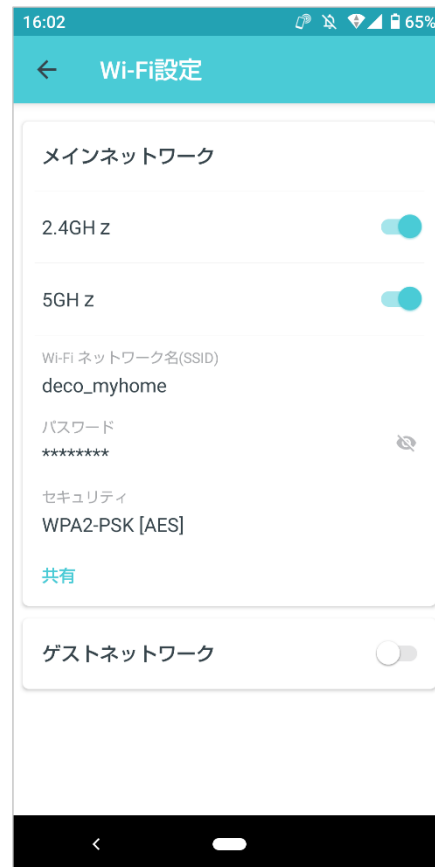 16:02 65%
Wi-Fi設定
メインネットワーク
2.4GH z
5GH z
Wi-Fi ネットワーク名(SSID)
deco_myhome
パスワード
********
セキュリティ
WPA2-PSK [AES]
共有
ゲストネットワーク